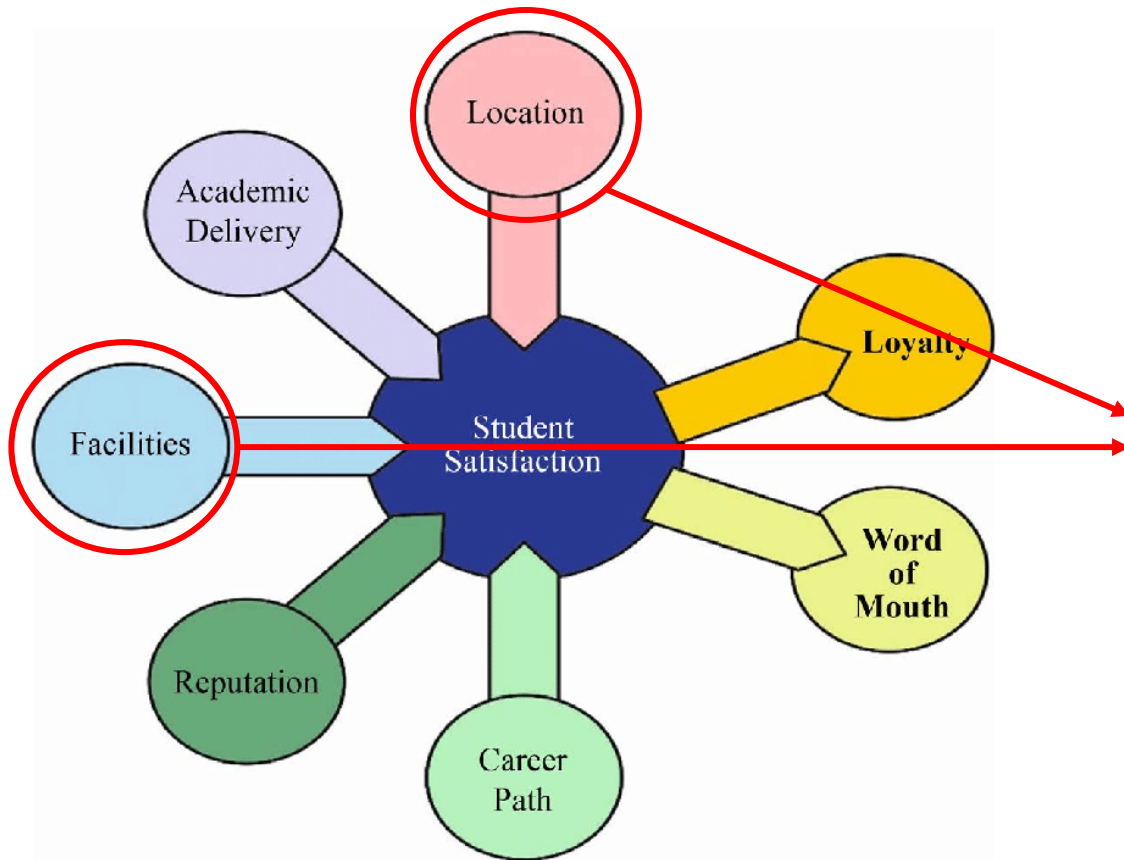 Location
Academic
Delivery
Loyalty
Facilities
Student
Satisfaction
Word
of
Mouth
Reputation
Career
Path